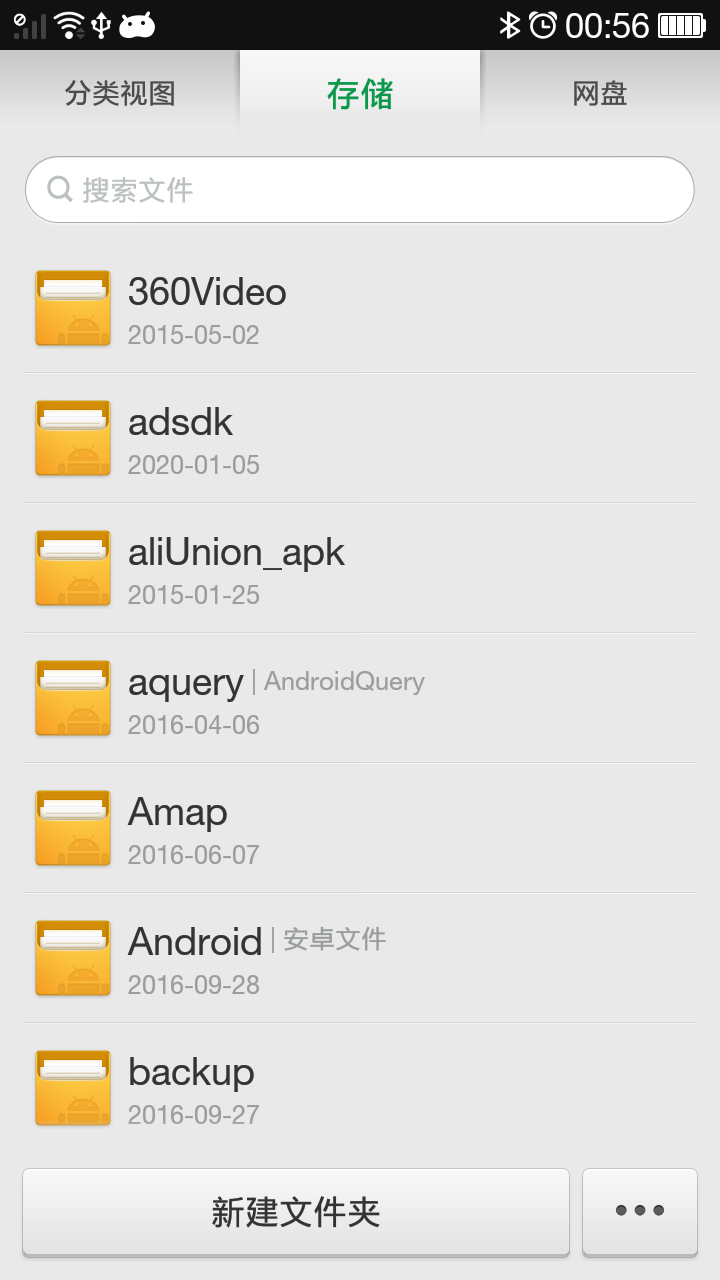 00:56
分类视图 存储 网盘
搜索文件
360Video
2015-05-02
adsdk
2020-01-05
aliUnion_apk
2015-01-25
aquery | AndroidQuery
2016-04-06
Amap
2016-06-07
Android | 安卓文件
2016-09-28
backup
2016-09-27
新建文件夹